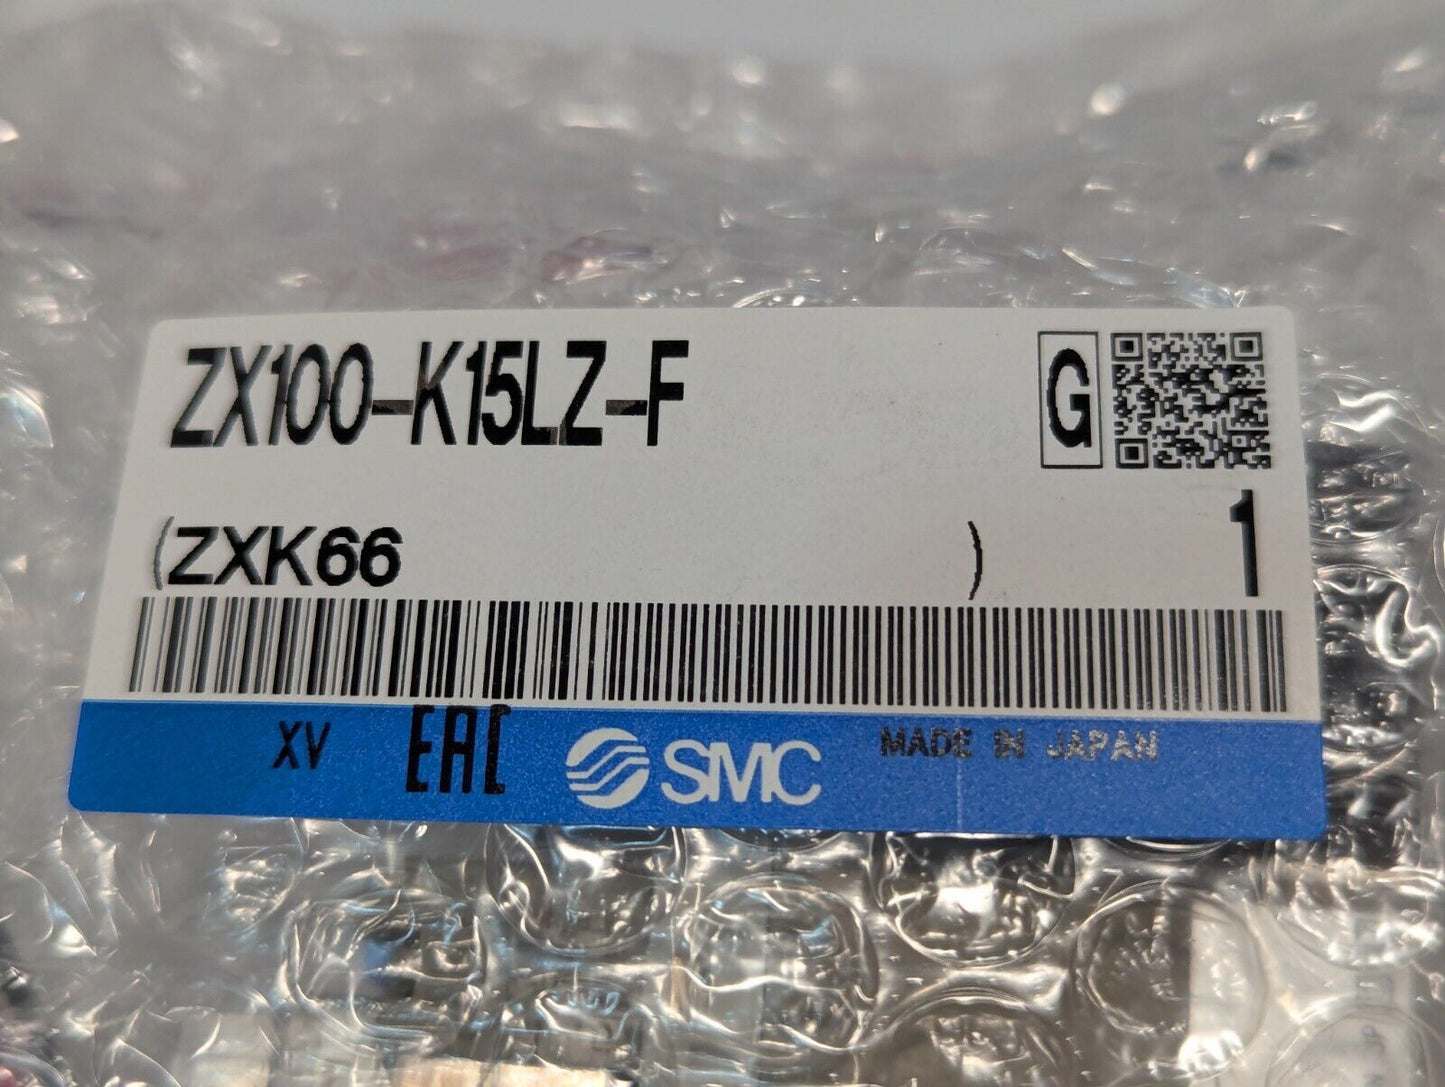 ZX100-K15LZ-F
G
(ZXK66 )
1
XV
EAC
SMC
MADE IN JAPAN